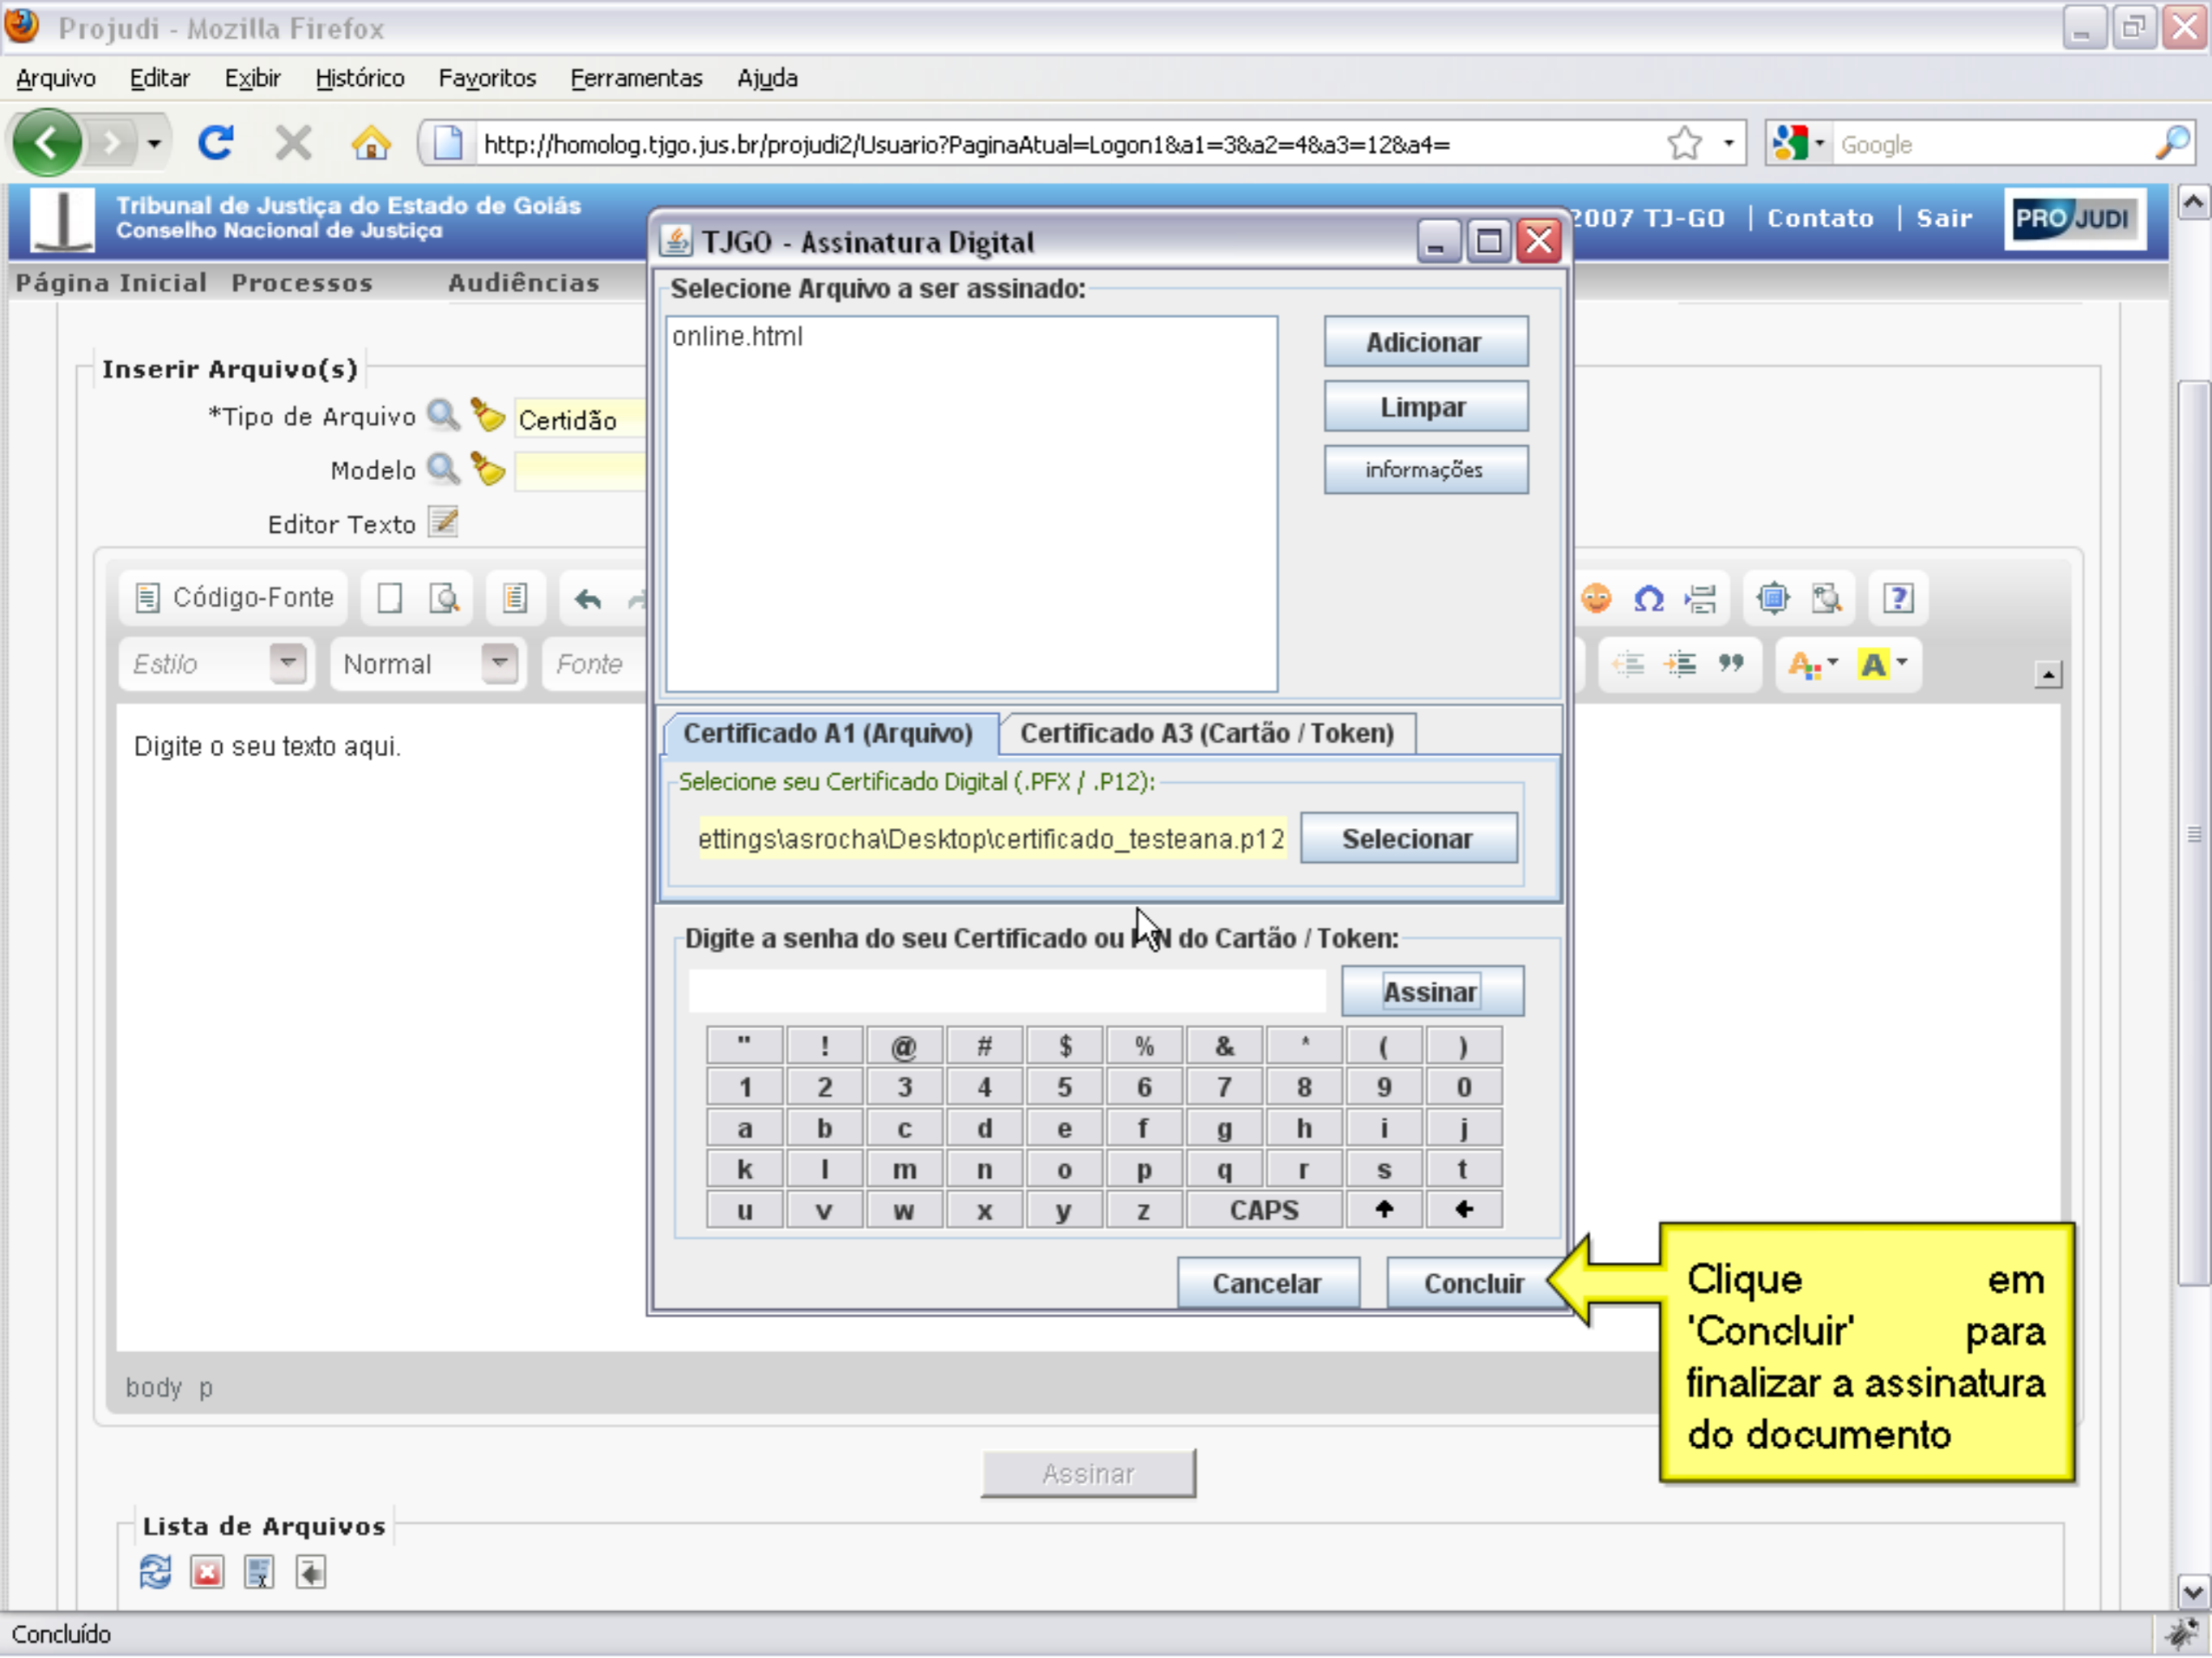 Projudi - Mozilla Firefox
Arquivo Editar Exibir Histórico Favoritos Ferramentas Ajuda
http://homolog.tjgo.jus.br/projudi2/Usuario?PaginaAtual=Logon1&a1=3&a2=4&a3=12&a4=
Google
Tribunal de Justiça do Estado de Goiás
Conselho Nacional de Justiça
2007 TJ-GO | Contato | Sair
PROJUDI
Página Inicial Processos Audiências
TJGO - Assinatura Digital
Selecione Arquivo a ser assinado:
online.html
Adicionar
Limpar
informações
Inserir Arquivo(s)
*Tipo de Arquivo Certidão
Modelo
Editor Texto
Código-Fonte
Estilo Normal Fonte
Digite o seu texto aqui.
Certificado A1 (Arquivo) Certificado A3 (Cartão / Token)
Selecione seu Certificado Digital (.PFX / .P12):
ettings\asrocha\Desktop\certificado_testeana.p12 Selecionar
Digite a senha do seu Certificado ou PIN do Cartão / Token:
Assinar
" ! @ # $ % & * ( )
1 2 3 4 5 6 7 8 9 0
a b c d e f g h i j
k l m n o p q r s t
u v w x y z CAPS
Cancelar Concluir
Clique em
'Concluir' para
finalizar a assinatura
do documento
body p
Assinar
Lista de Arquivos
Concluído